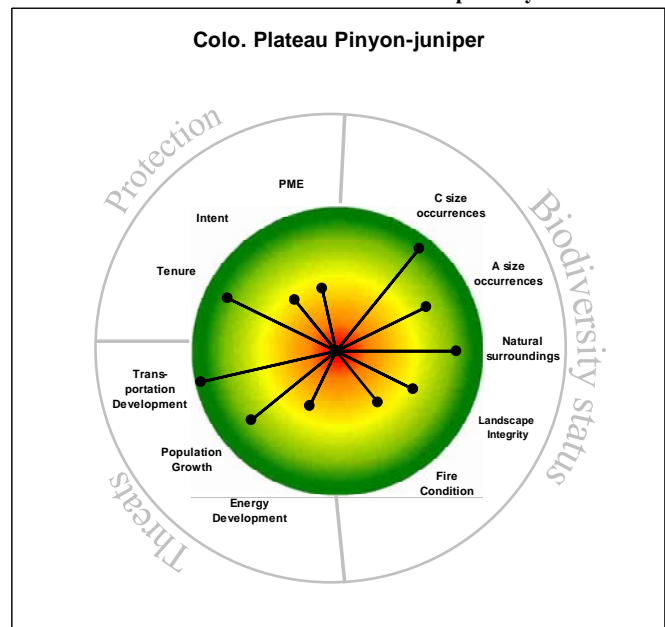 Colo. Plateau Pinyon-juniper
Protection
PME
Intent
Tenure
C size
occurrences
A size
occurrences
Natural
surroundings
Landscape
Integrity
Fire
Condition
Biodiversity status
Trans-
portation
Development
Population
Growth
Energy
Development
Threats